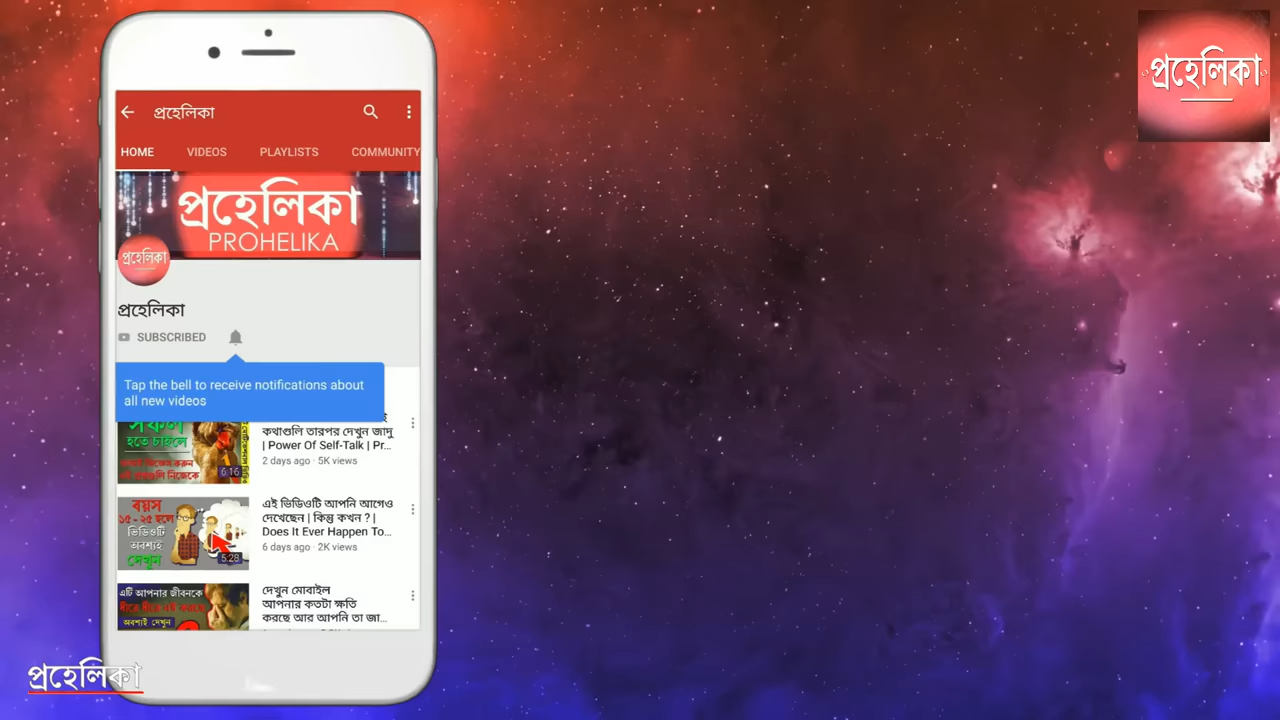 প্রহেলিকা
প্রহেলিকা
HOME VIDEOS PLAYLISTS COMMUNITY
প্রহেলিকা
PROHELIKA
প্রহেলিকা
প্রহেলিকা
SUBSCRIBED
Tap the bell to receive notifications about
all new videos
সফল
হতে চাইলে
6:16
কথাগুলি তারপর দেখুন জাদু
| Power Of Self-Talk | Pr...
2 days ago · 5K views
বয়স
১৫ - ২৫ হলে
ভিডিওটি
অবশ্যই
দেখুন
5:28
এই ভিডিওটি আপনি আগেও
দেখেছেন | কিন্তু কখন ? |
Does It Ever Happen To...
6 days ago · 2K views
এটি আপনার জীবনকে
ধীরে ধীরে নষ্ট করছে
অবশ্যই দেখুন
দেখুন মোবাইল
আপনার কতটা ক্ষতি
করছে আর আপনি তা জা...
প্রহেলিকা